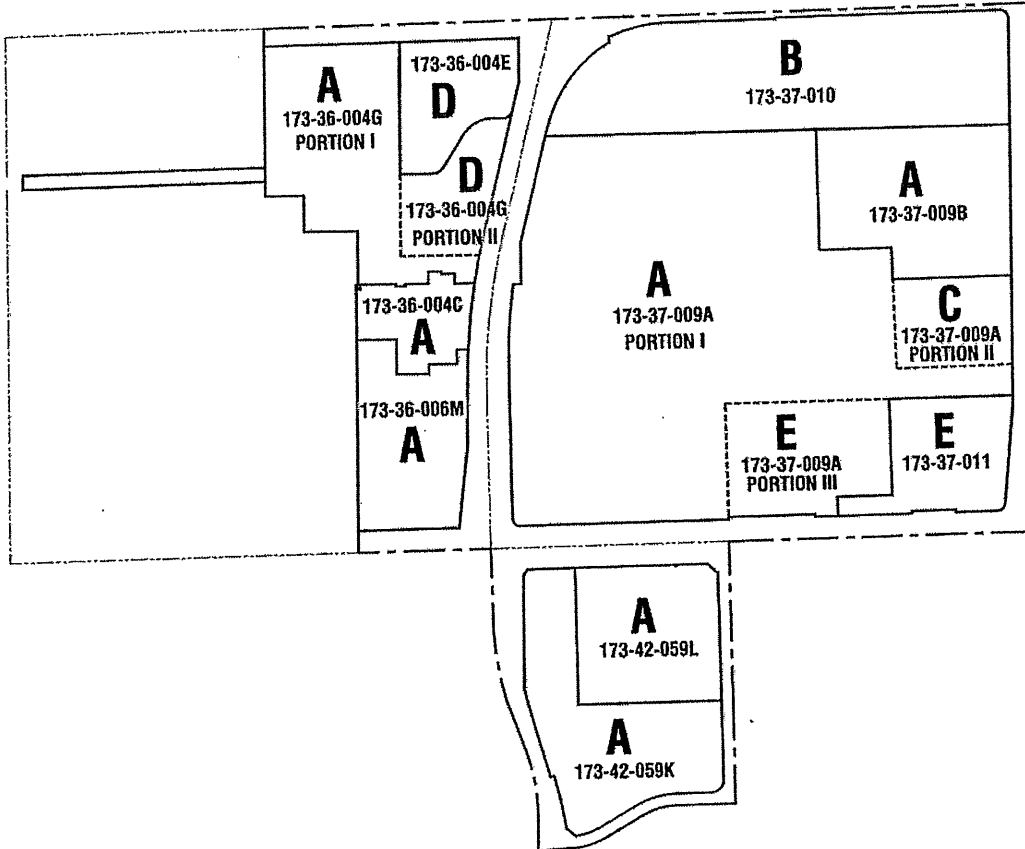 A
173-36-004G
PORTION I
173-36-004E
D
D
173-36-004G
PORTION II
173-36-004C
A
173-36-006M
A
B
173-37-010
A
173-37-009B
A
173-37-009A
PORTION I
C
173-37-009A
PORTION II
E
173-37-009A
PORTION III
E
173-37-011
A
173-42-059L
A
173-42-059K